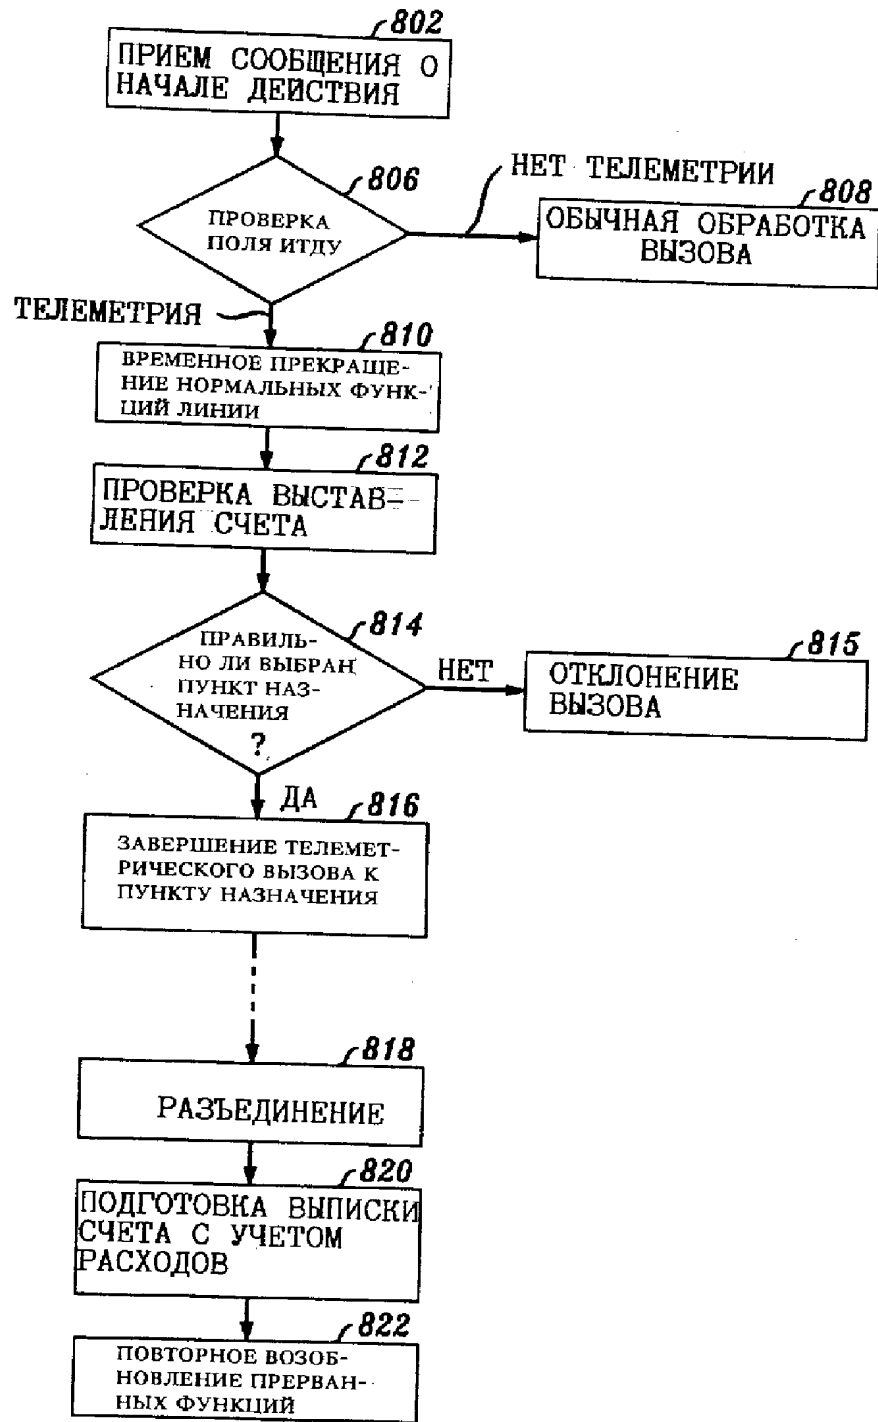 802
ПРИЕМ СООБЩЕНИЯ О
НАЧАЛЕ ДЕЙСТВИЯ
806
НЕТ ТЕЛЕМЕТРИИ
ПРОВЕРКА
ПОЛЯ ИТДУ
808
ОБЫЧНАЯ ОБРАБОТКА
ВЫЗОВА
ТЕЛЕМЕТРИЯ
810
ВРЕМЕННОЕ ПРЕКРАЩЕ-
НИЕ НОРМАЛЬНЫХ ФУНК-
ЦИЙ ЛИНИИ
812
ПРОВЕРКА ВЫСТАВ-
ЛЕНИЯ СЧЕТА
814
ПРАВИЛЬ-
НО ЛИ ВЫБРАН
ПУНКТ НАЗ-
НАЧЕНИЯ
?
НЕТ
815
ОТКЛОНЕНИЕ
ВЫЗОВА
ДА
816
ЗАВЕРШЕНИЕ ТЕЛЕМЕТ-
РИЧЕСКОГО ВЫЗОВА К
ПУНКТУ НАЗНАЧЕНИЯ
818
РАЗЪЕДИНЕНИЕ
820
ПОДГОТОВКА ВЫПИСКИ
СЧЕТА С УЧЕТОМ
РАСХОДОВ
822
ПОВТОРНОЕ ВОЗОБ-
НОВЛЕНИЕ ПРЕРВАН-
НЫХ ФУНКЦИЙ